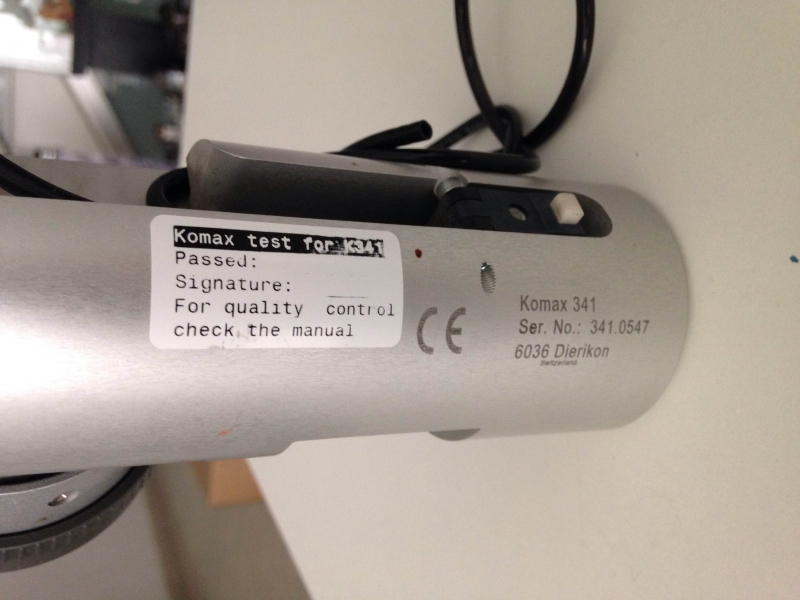 Komax test for K341
Passed:
Signature:
For quality control
check the manual
CE
Komax 341
Ser. No.: 341.0547
6036 Dierikon
Switzerland